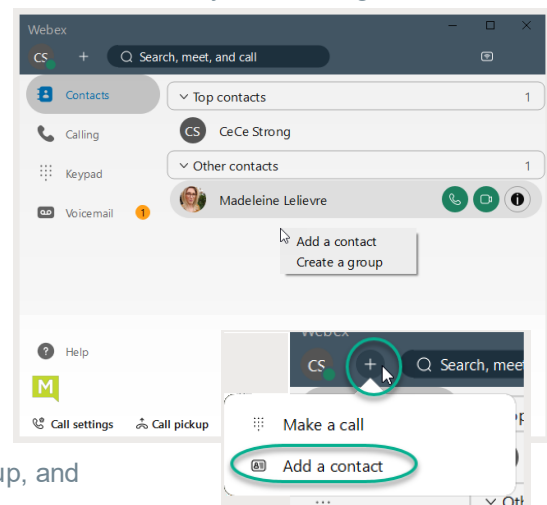 Webex
CS + Search, meet, and call
Contacts
Calling
Keypad
Voicemail 1
Top contacts 1
CS CeCe Strong
Other contacts 1
Madeleine Lelievre
Add a contact
Create a group
? Help
M
Call settings
Call pickup
Webex
CS + Search, mee
Make a call
Add a contact
Oth
up, and